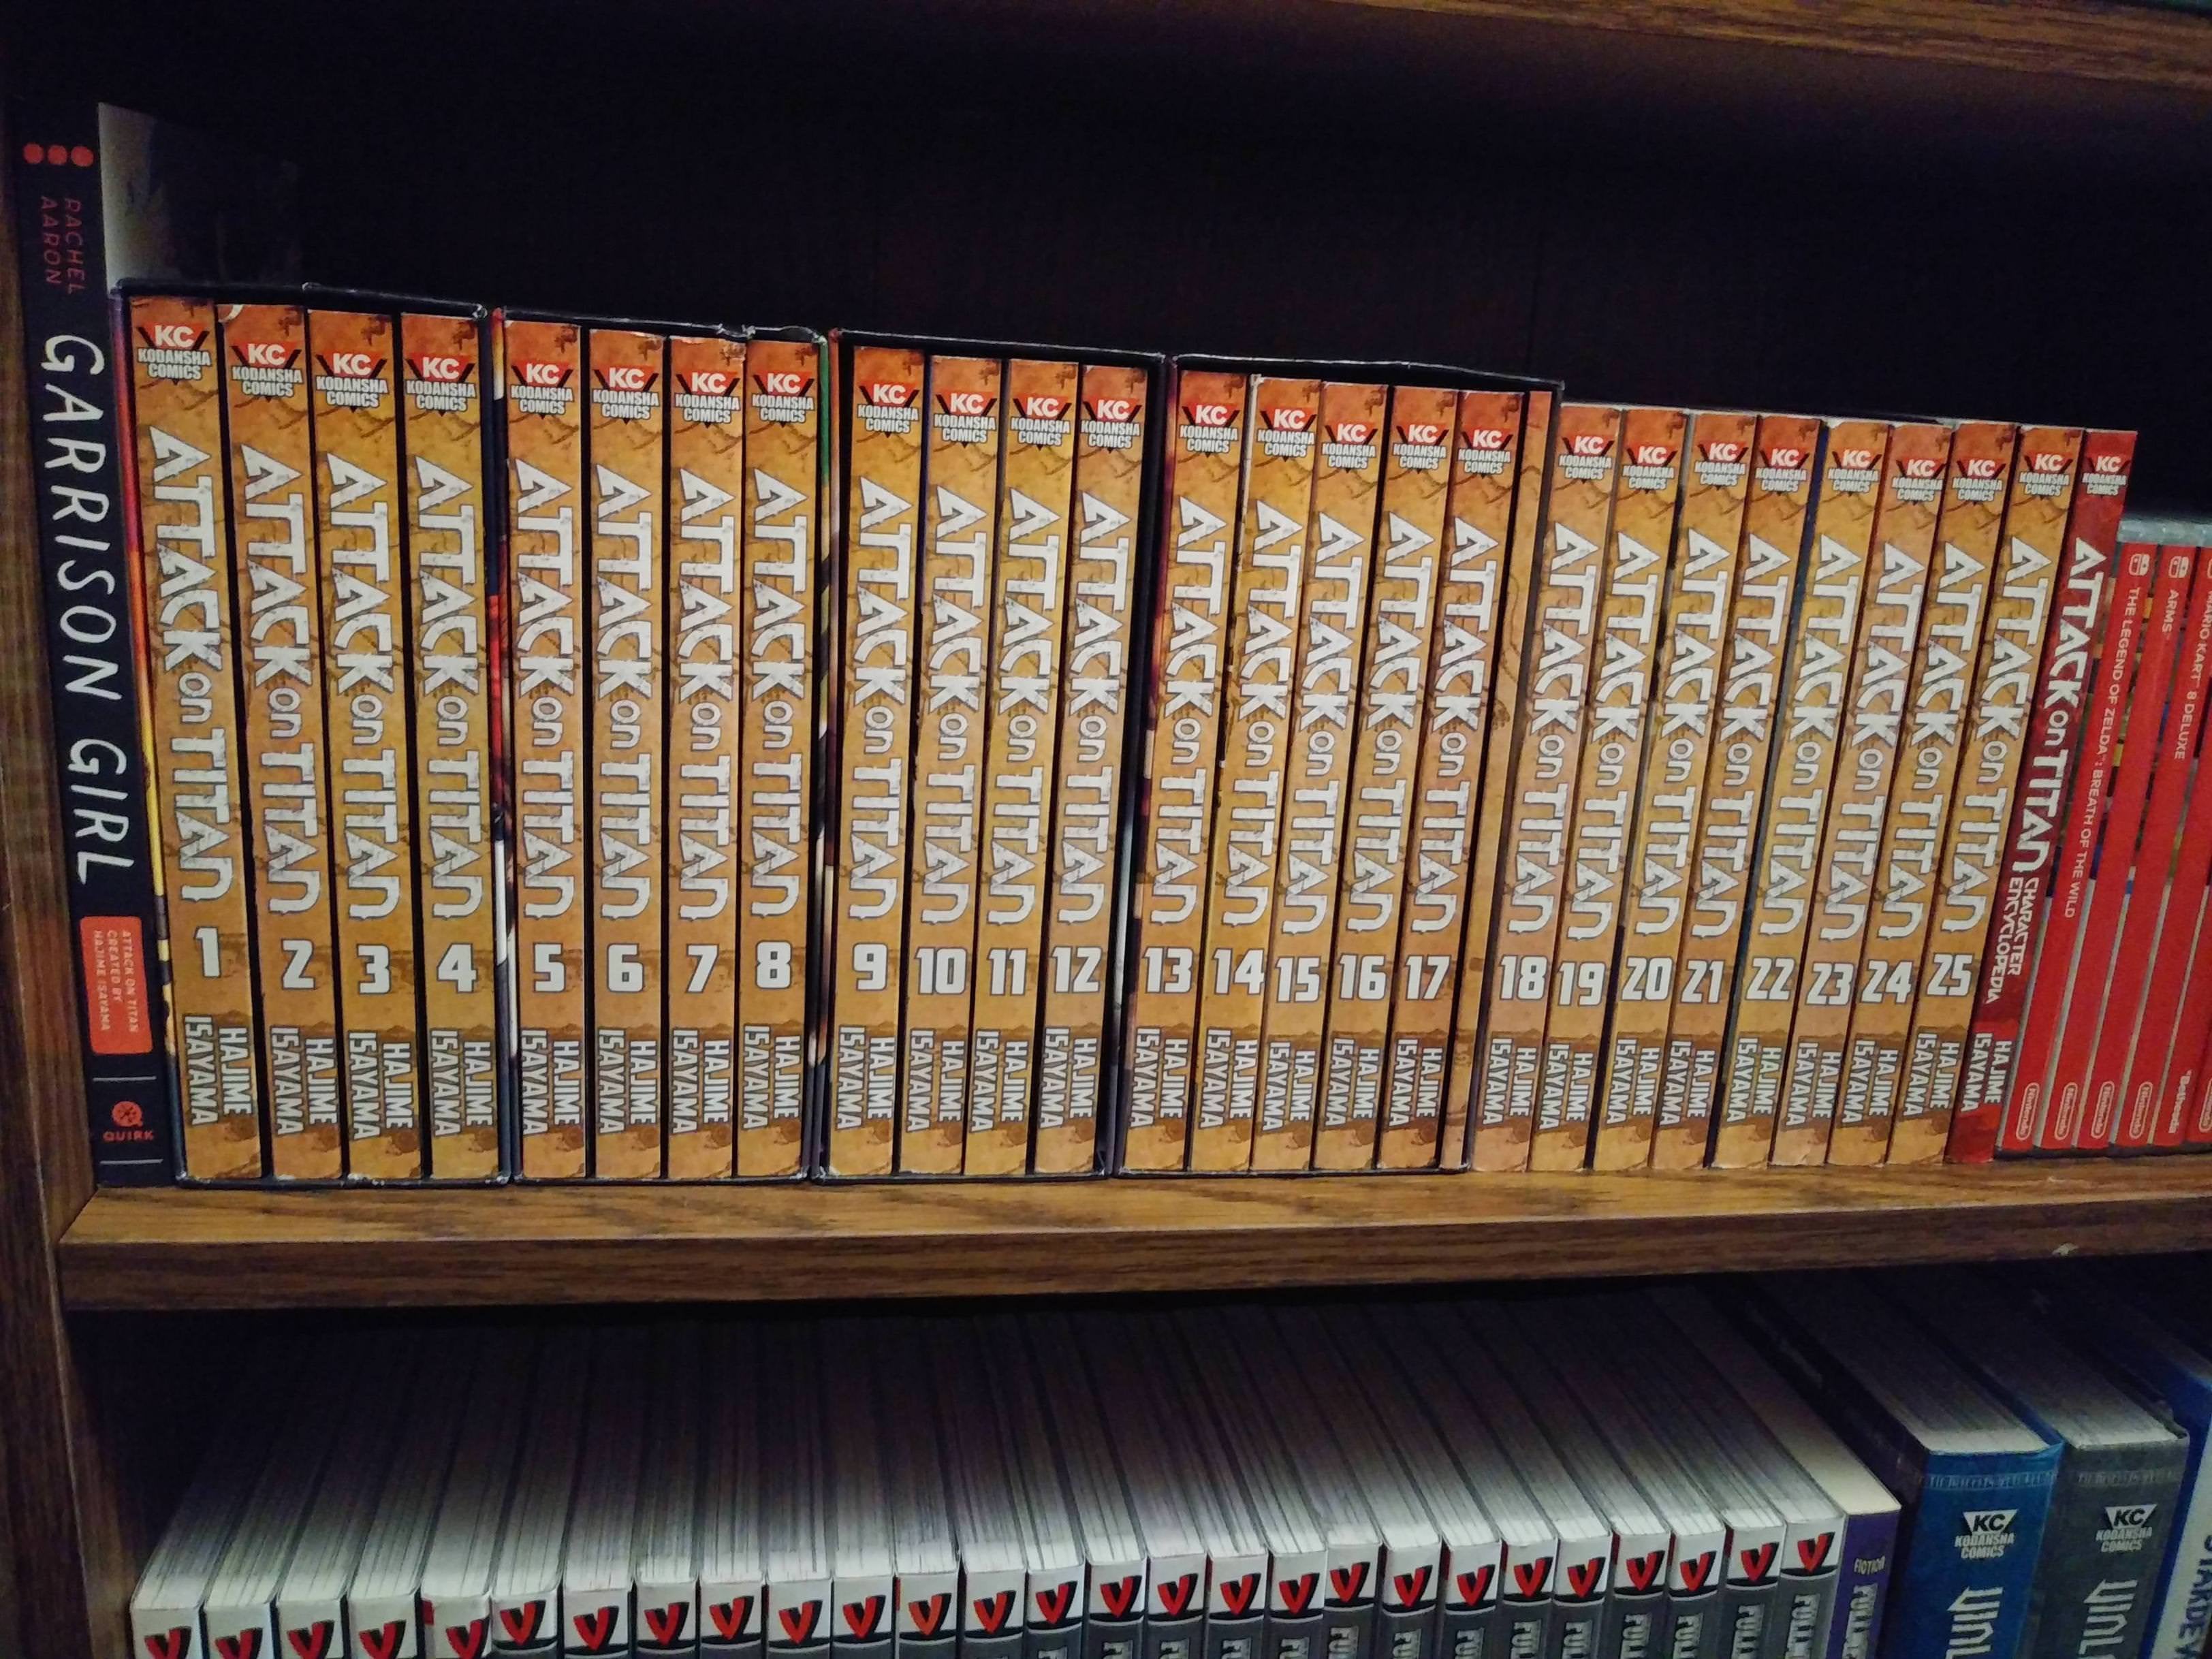 RACHEL
AARON
GARRISON GIRL
ATTACK ON TITAN
CREATED BY
HAJIME ISAYAMA
QUIRK
KC
KODANSHA
COMICS
ATTACK on TITAN
1
HAJIME
ISAYAMA
KC
KODANSHA
COMICS
ATTACK on TITAN
2
HAJIME
ISAYAMA
KC
KODANSHA
COMICS
ATTACK on TITAN
3
HAJIME
ISAYAMA
KC
KODANSHA
COMICS
ATTACK on TITAN
4
HAJIME
ISAYAMA
KC
KODANSHA
COMICS
ATTACK on TITAN
5
HAJIME
ISAYAMA
KC
KODANSHA
COMICS
ATTACK on TITAN
6
HAJIME
ISAYAMA
KC
KODANSHA
COMICS
ATTACK on TITAN
7
HAJIME
ISAYAMA
KC
KODANSHA
COMICS
ATTACK on TITAN
8
HAJIME
ISAYAMA
KC
KODANSHA
COMICS
ATTACK on TITAN
9
HAJIME
ISAYAMA
KC
KODANSHA
COMICS
ATTACK on TITAN
10
HAJIME
ISAYAMA
KC
KODANSHA
COMICS
ATTACK on TITAN
11
HAJIME
ISAYAMA
KC
KODANSHA
COMICS
ATTACK on TITAN
12
HAJIME
ISAYAMA
KC
KODANSHA
COMICS
ATTACK on TITAN
13
HAJIME
ISAYAMA
KC
KODANSHA
COMICS
ATTACK on TITAN
14
HAJIME
ISAYAMA
KC
KODANSHA
COMICS
ATTACK on TITAN
15
HAJIME
ISAYAMA
KC
KODANSHA
COMICS
ATTACK on TITAN
16
HAJIME
ISAYAMA
KC
KODANSHA
COMICS
ATTACK on TITAN
17
HAJIME
ISAYAMA
KC
KODANSHA
COMICS
ATTACK on TITAN
18
HAJIME
ISAYAMA
KC
KODANSHA
COMICS
ATTACK on TITAN
19
HAJIME
ISAYAMA
KC
KODANSHA
COMICS
ATTACK on TITAN
20
HAJIME
ISAYAMA
KC
KODANSHA
COMICS
ATTACK on TITAN
21
HAJIME
ISAYAMA
KC
KODANSHA
COMICS
ATTACK on TITAN
22
HAJIME
ISAYAMA
KC
KODANSHA
COMICS
ATTACK on TITAN
23
HAJIME
ISAYAMA
KC
KODANSHA
COMICS
ATTACK on TITAN
24
HAJIME
ISAYAMA
KC
KODANSHA
COMICS
ATTACK on TITAN
25
HAJIME
ISAYAMA
KC
KODANSHA
COMICS
ATTACK on TITAN CHARACTER
ENCYCLOPEDIA
HAJIME
ISAYAMA
THE LEGEND OF ZELDA: BREATH OF THE WILD
Nintendo
ARMS
Nintendo
8 DELUXE
Nintendo
Nintendo
Bethesda
FICTION
KC
KODANSHA
COMICS
KC
KODANSHA
COMICS